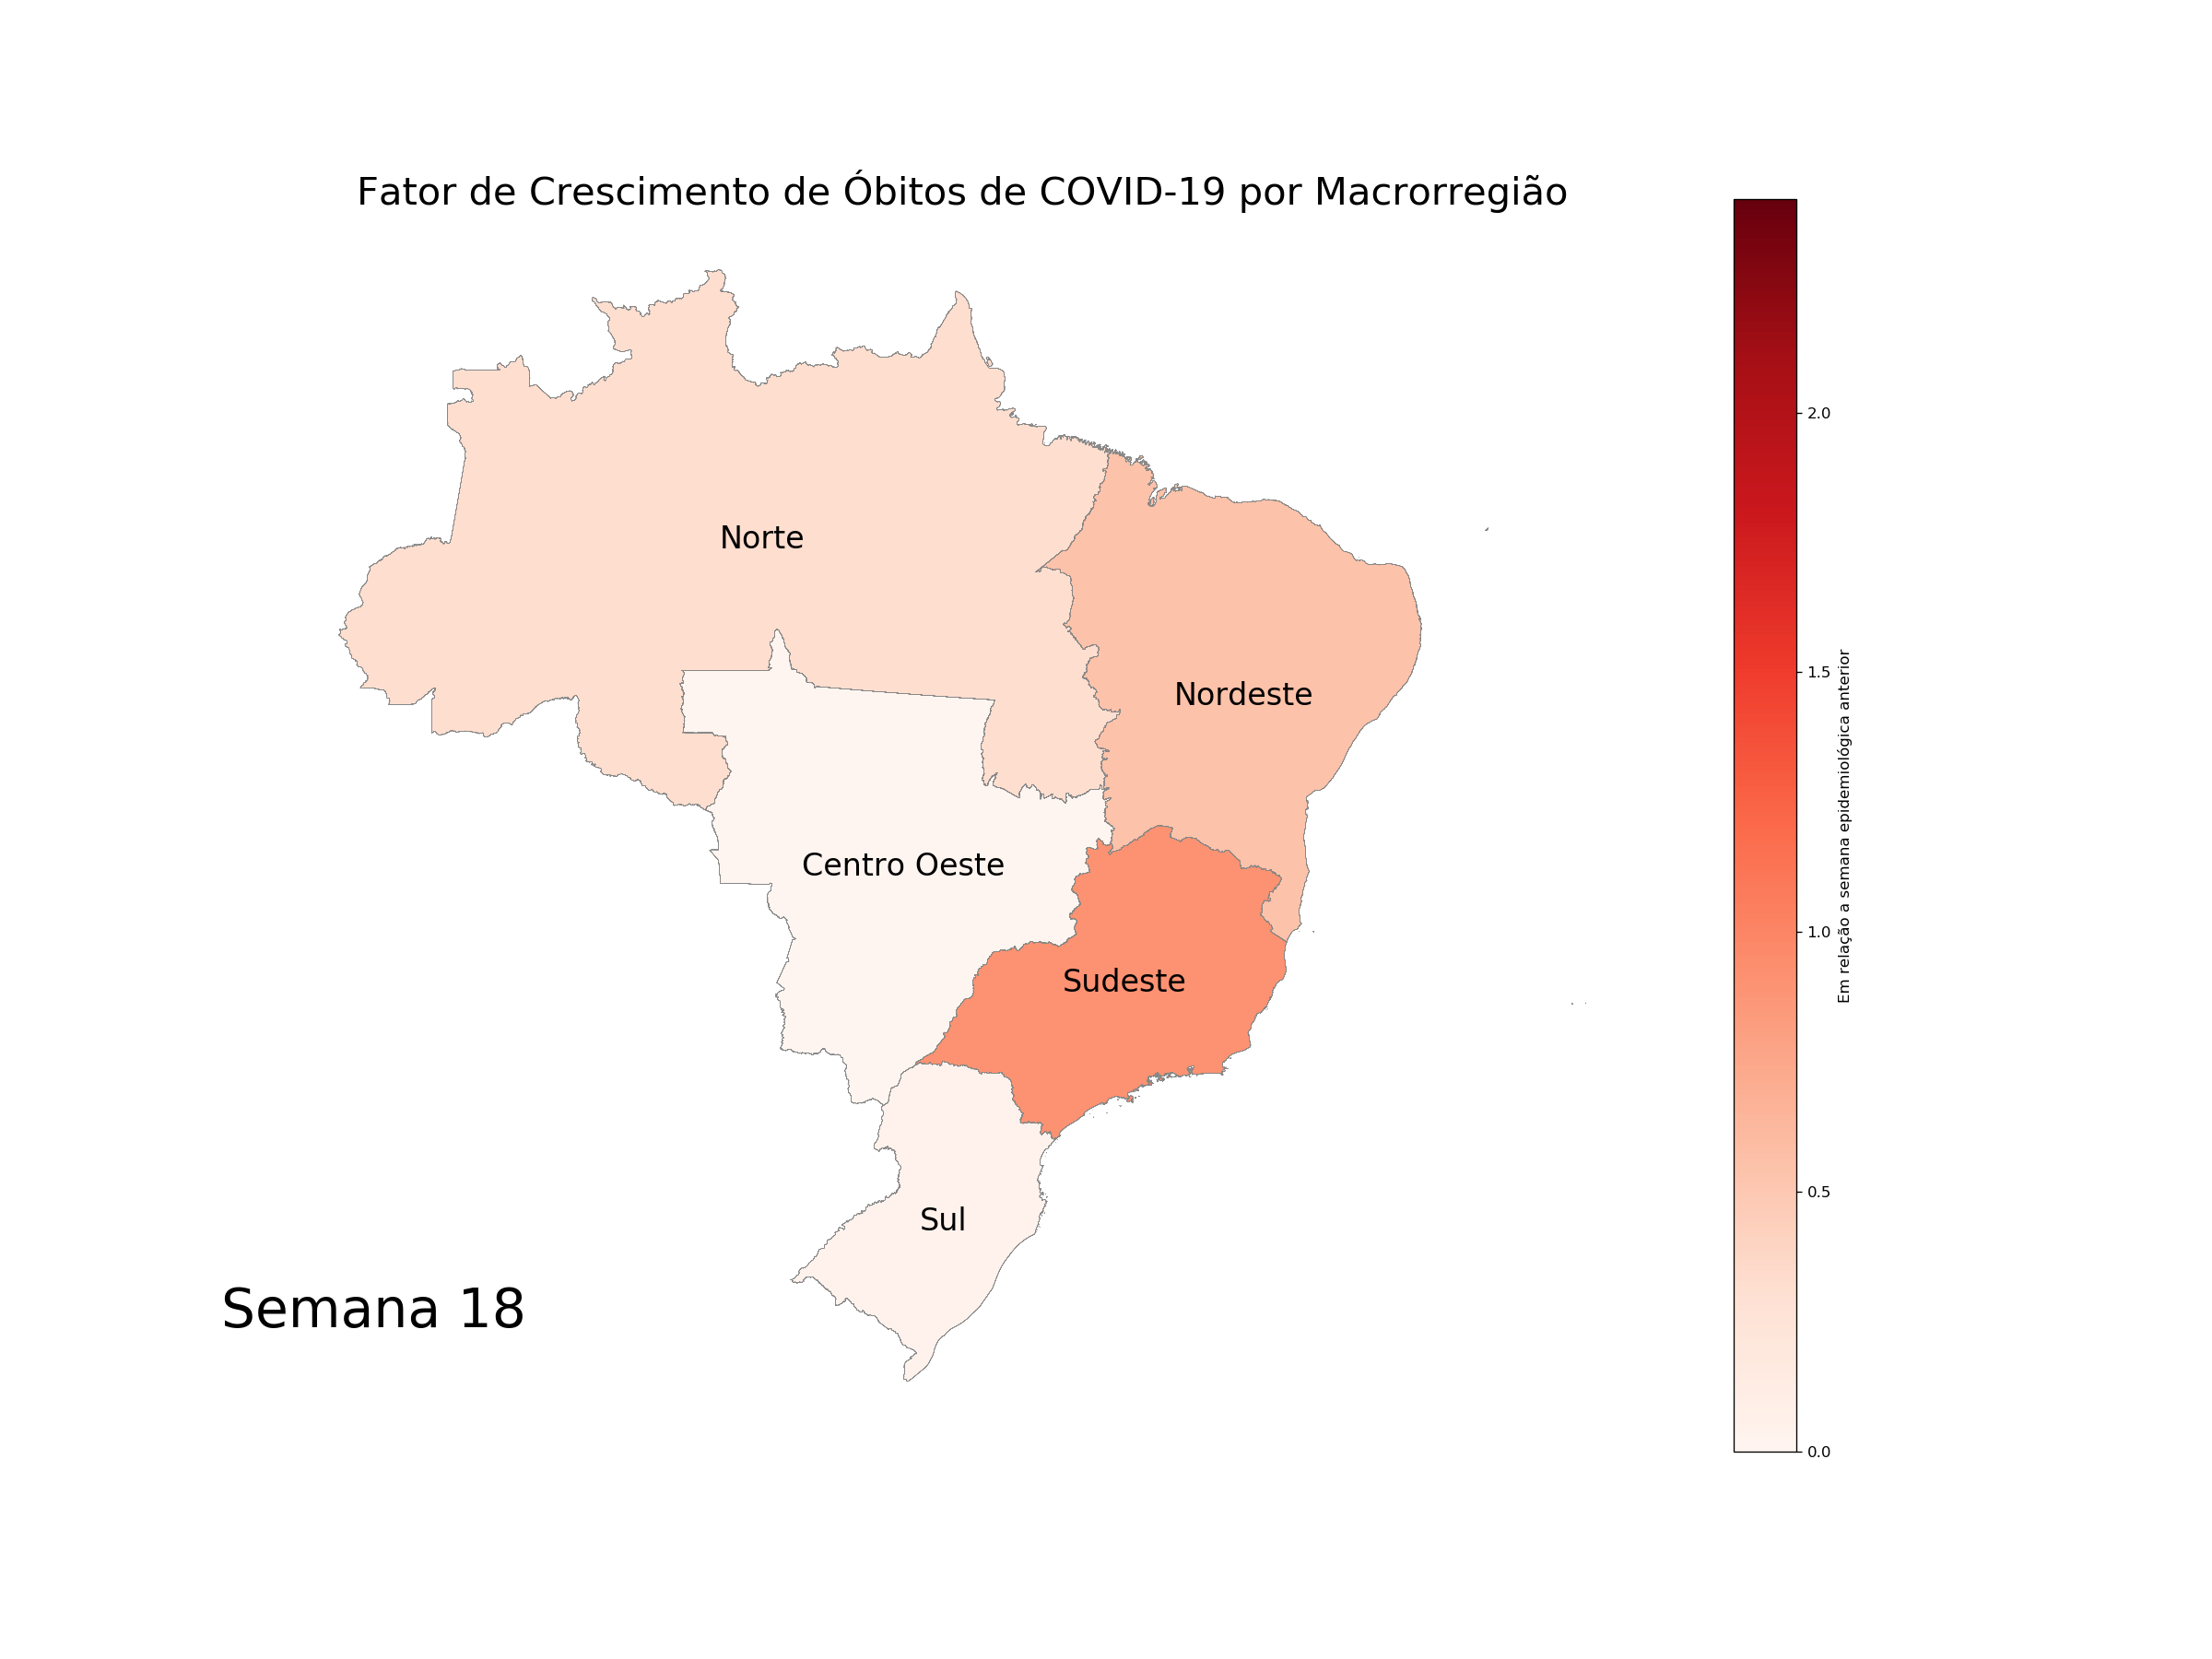 Fator de Crescimento de Óbitos de COVID-19 por Macrorregião
Norte
Nordeste
Centro Oeste
Sudeste
Sul
Semana 18
2.0
1.5
1.0
0.5
0.0
Em relação a semana epidemiológica anterior